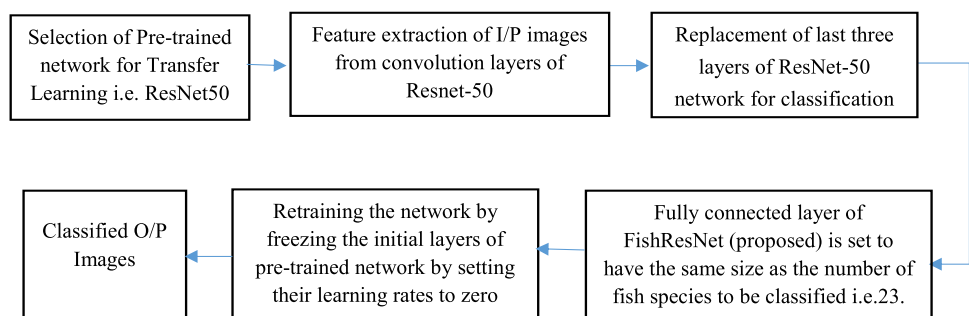 Selection of Pre-trained
network for Transfer
Learning i.e. ResNet50
Feature extraction of I/P images
from convolution layers of
Resnet-50
Replacement of last three
layers of ResNet-50
network for classification
Fully connected layer of
FishResNet (proposed) is set to
have the same size as the number of
fish species to be classified i.e.23.
Retraining the network by
freezing the initial layers of
pre-trained network by setting
their learning rates to zero
Classified O/P
Images